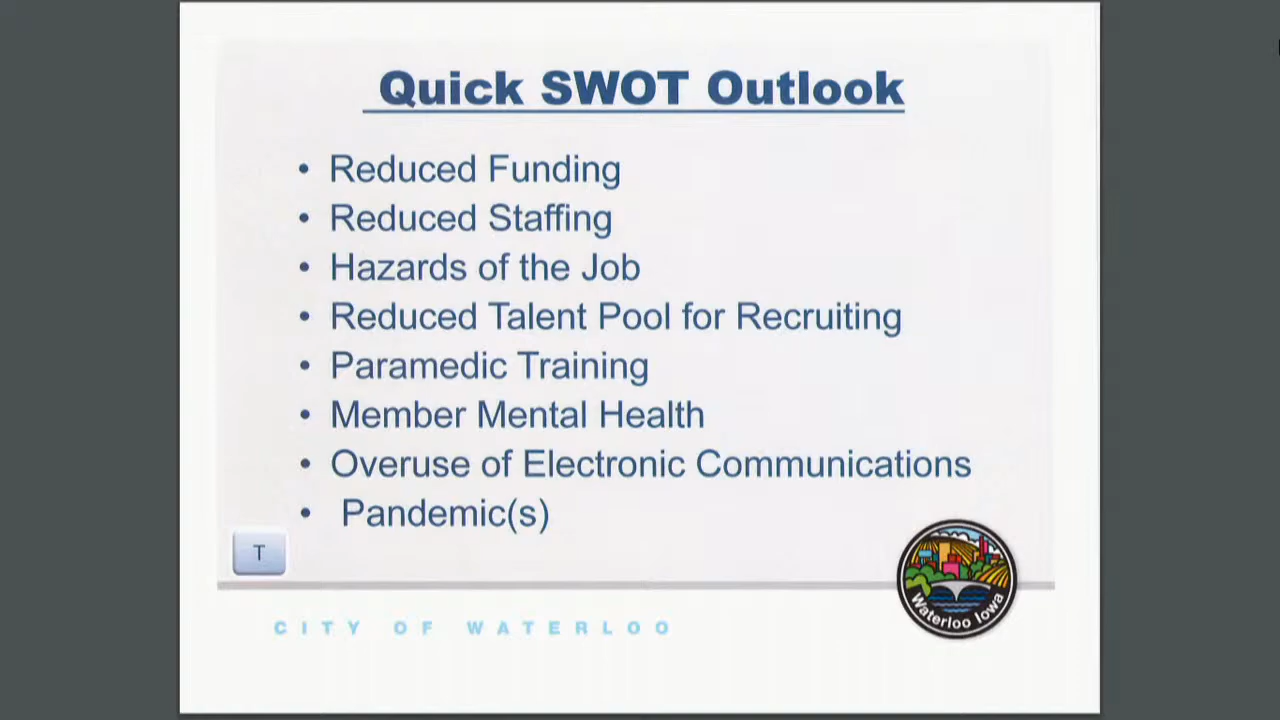 Quick SWOT Outlook
• Reduced Funding
• Reduced Staffing
• Hazards of the Job
• Reduced Talent Pool for Recruiting
• Paramedic Training
• Member Mental Health
• Overuse of Electronic Communications
• Pandemic(s)
T
CITY OF WATERLOO
Waterloo Iowa